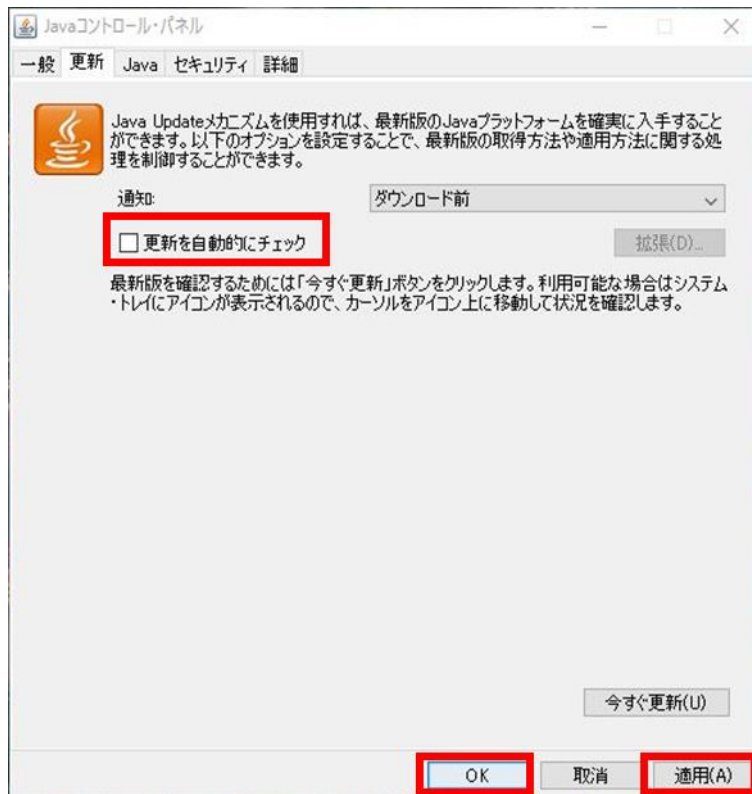 Javaコントロール・パネル
一般 更新 Java セキュリティ 詳細
Java Updateメカニズムを使用すれば、最新版のJavaプラットフォームを確実に入手すること
ができます。以下のオプションを設定することで、最新版の取得方法や適用方法に関する処
理を制御することができます。
通知: ダウンロード前
更新を自動的にチェック 拡張(D)...
最新版を確認するためには「今すぐ更新」ボタンをクリックします。利用可能な場合はシステム
・トレイにアイコンが表示されるので、カーソルをアイコン上に移動して状況を確認します。
今すぐ更新(U)
OK 取消 適用(A)